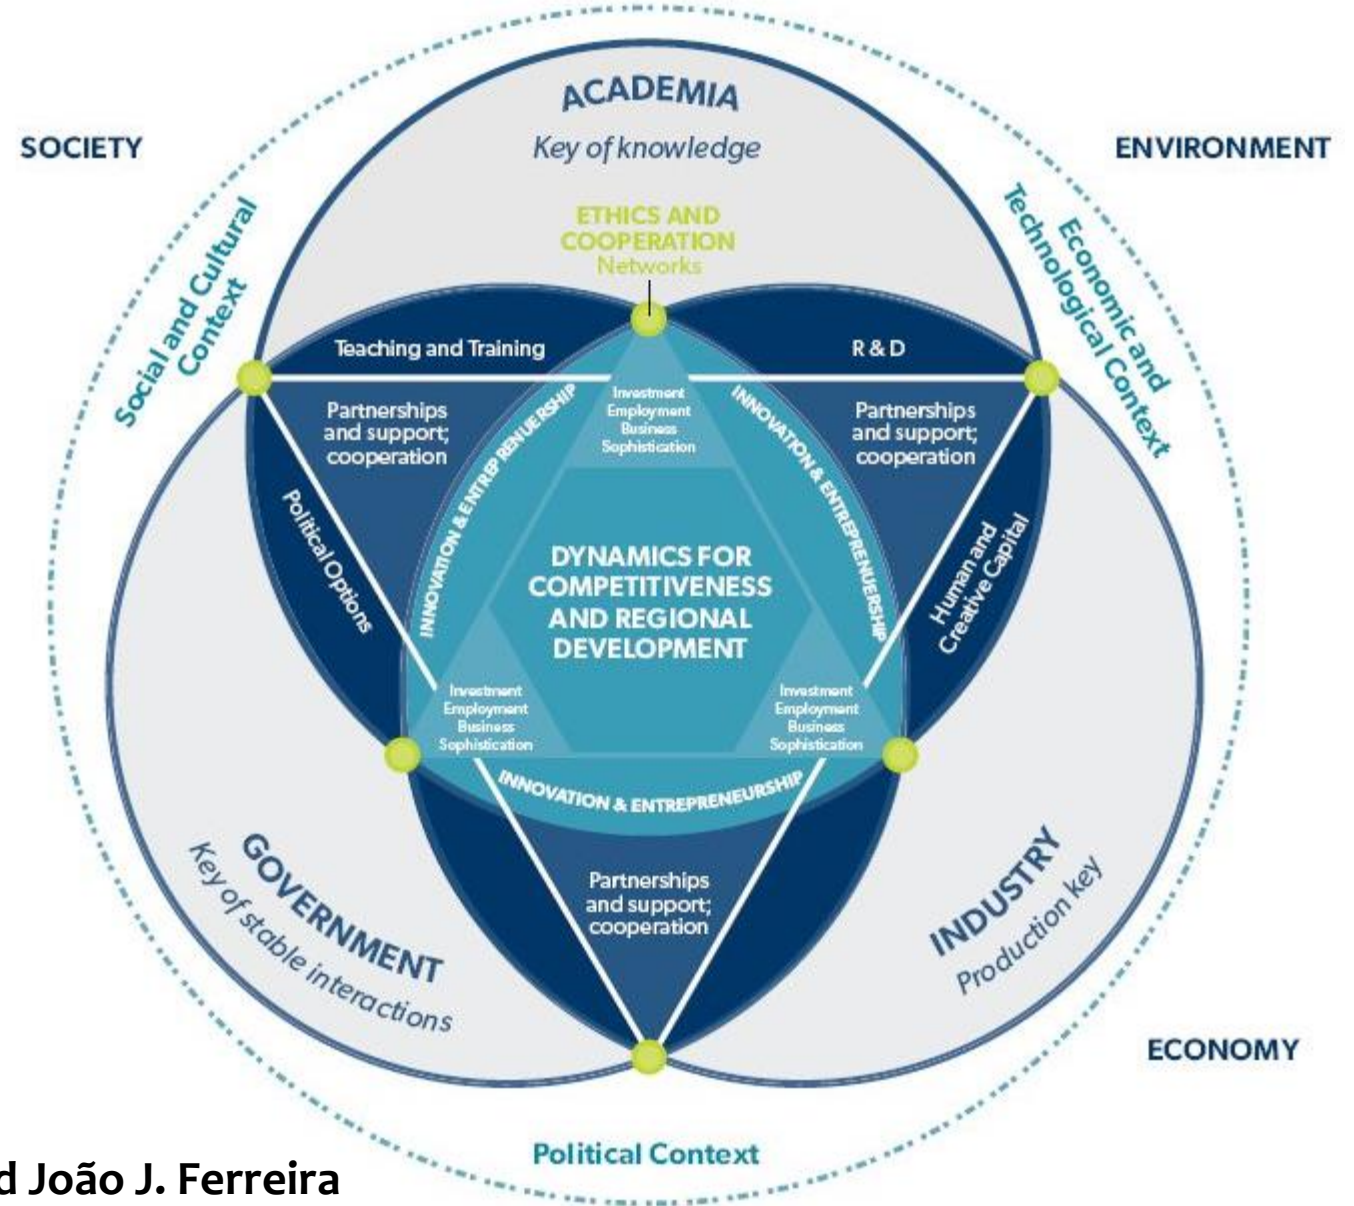 ACADEMIA
Key of knowledge
SOCIETY
ENVIRONMENT
Social and Cultural
Context
Economic and
Technological Context
ETHICS AND
COOPERATION
Networks
Teaching and Training
R & D
Partnerships
and support;
cooperation
Investment
Employment
Business
Sophistication
Partnerships
and support;
cooperation
INNOVATION & ENTREPRENUERSHIP
INNOVATION & ENTREPRENUERSHIP
Political Options
Human and
Creative Capital
DYNAMICS FOR
COMPETITIVENESS
AND REGIONAL
DEVELOPMENT
Investment
Employment
Business
Sophistication
Investment
Employment
Business
Sophistication
INNOVATION & ENTREPRENEURSHIP
Partnerships
and support;
cooperation
GOVERNMENT
Key of stable interactions
INDUSTRY
Production key
ECONOMY
Political Context
d João J. Ferreira